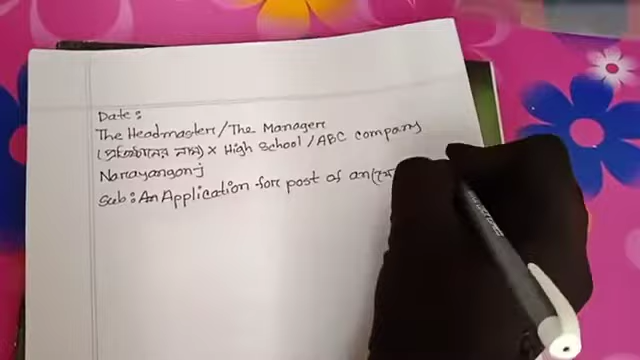 Date:
The Headmaster/The Manager
(প্রতিষ্ঠানের নাম) X High School/ABC Company
Narayangonj
Sub: An Application for post of an